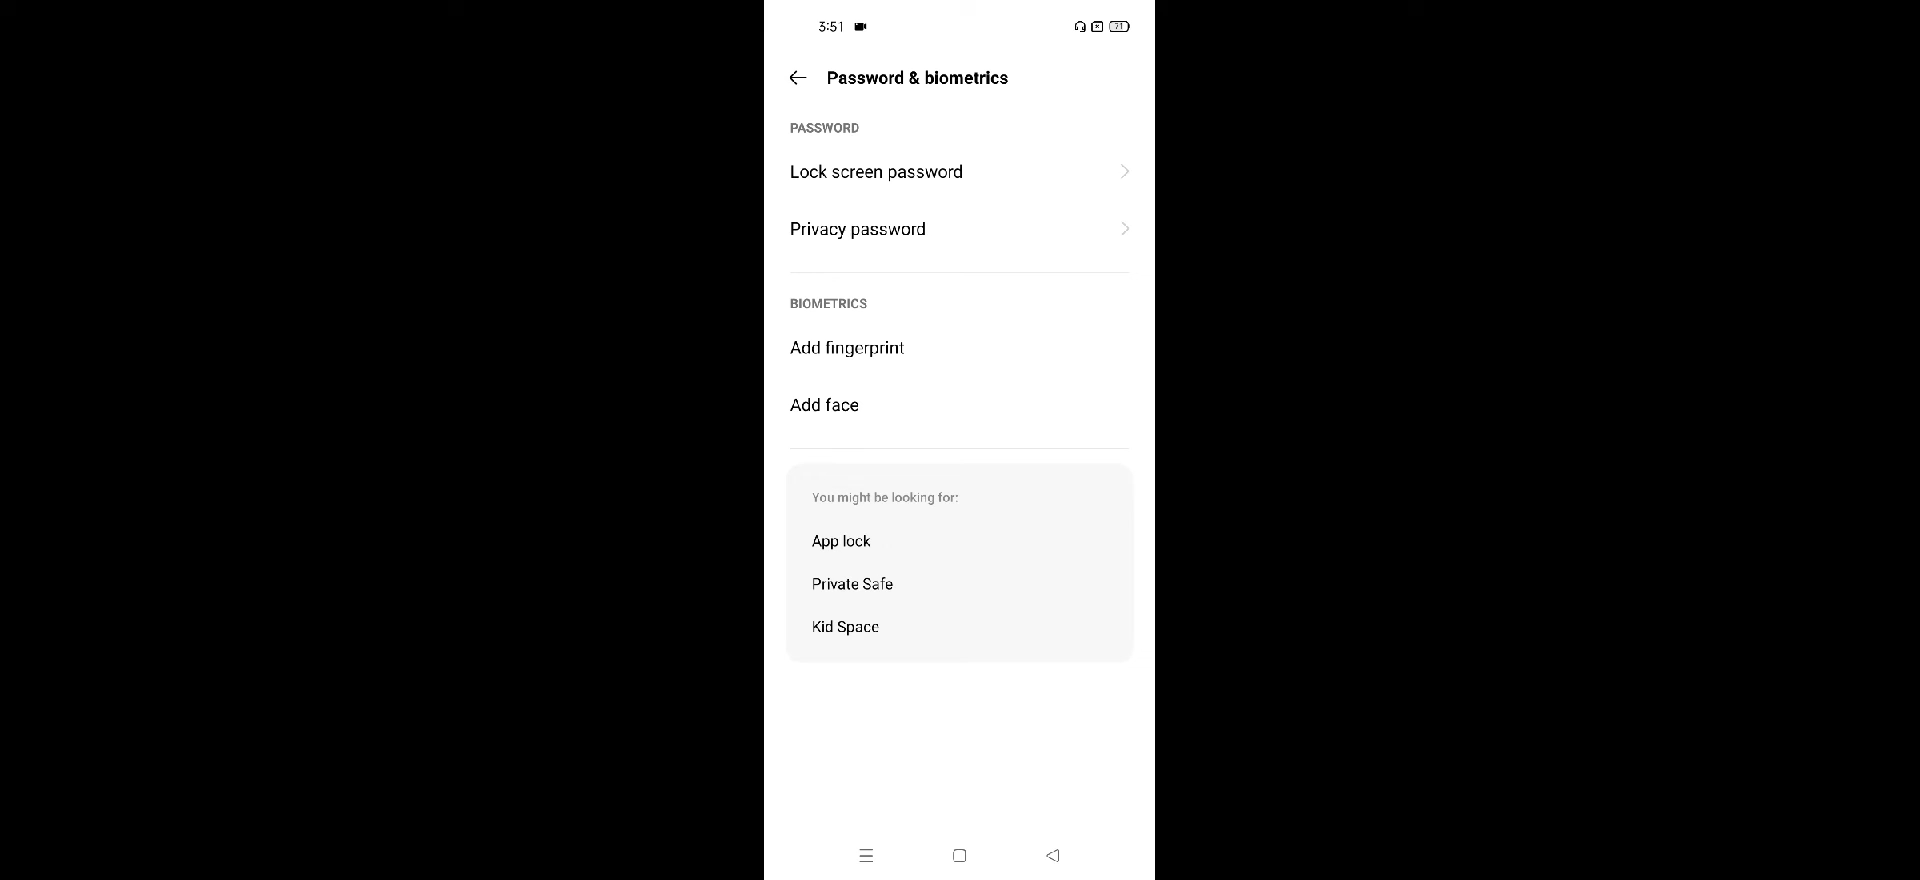 3:51
71
Password & biometrics
PASSWORD
Lock screen password
Privacy password
BIOMETRICS
Add fingerprint
Add face
You might be looking for:
App lock
Private Safe
Kid Space